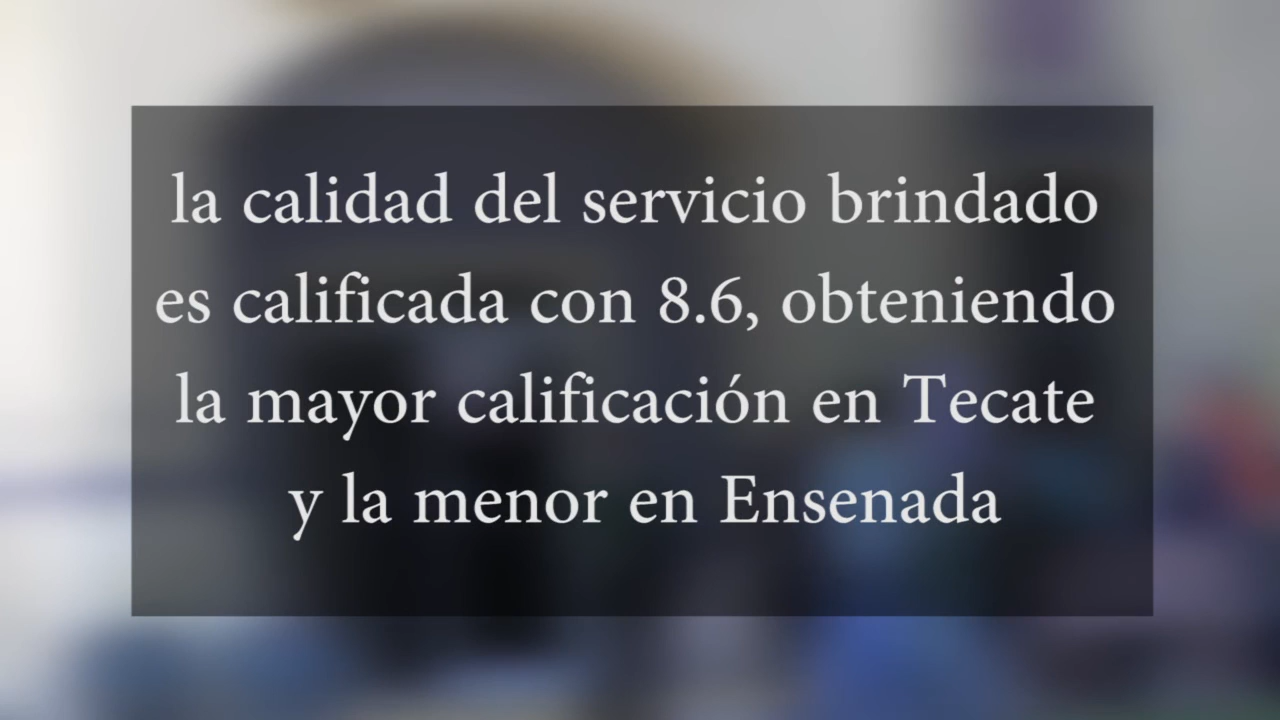 la calidad del servicio brindado
es calificada con 8.6, obteniendo
la mayor calificación en Tecate
y la menor en Ensenada